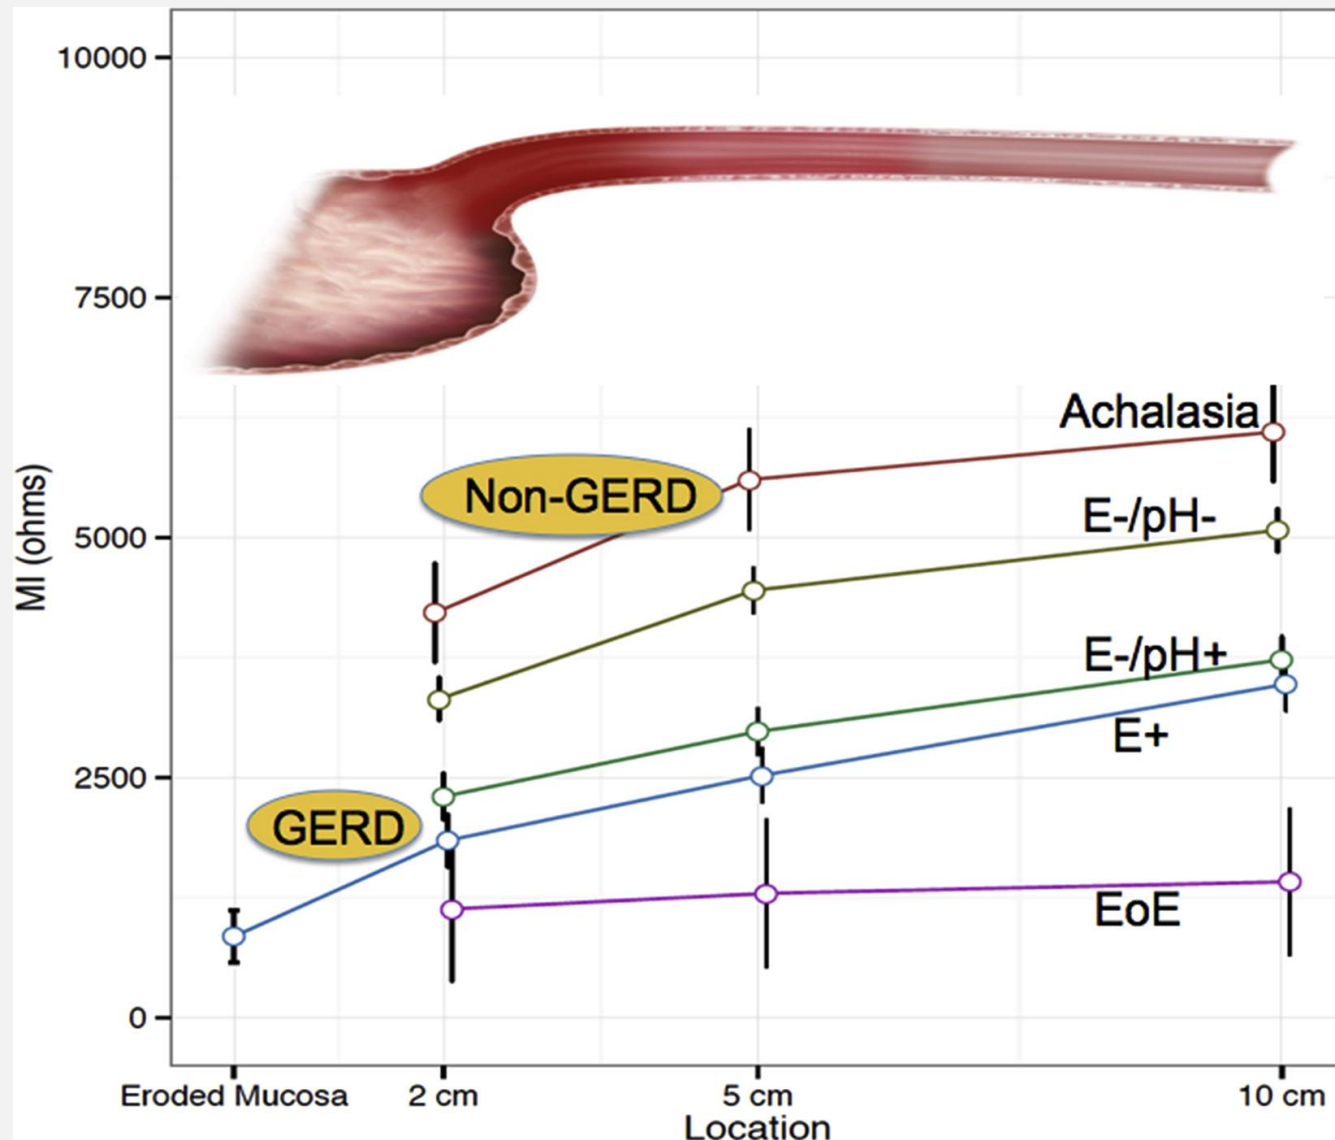 10000
7500
5000
2500
0
MI (ohms)
Achalasia
Non-GERD
E-/pH-
E-/pH+
E+
GERD
EoE
Eroded Mucosa
2 cm
5 cm
10 cm
Location